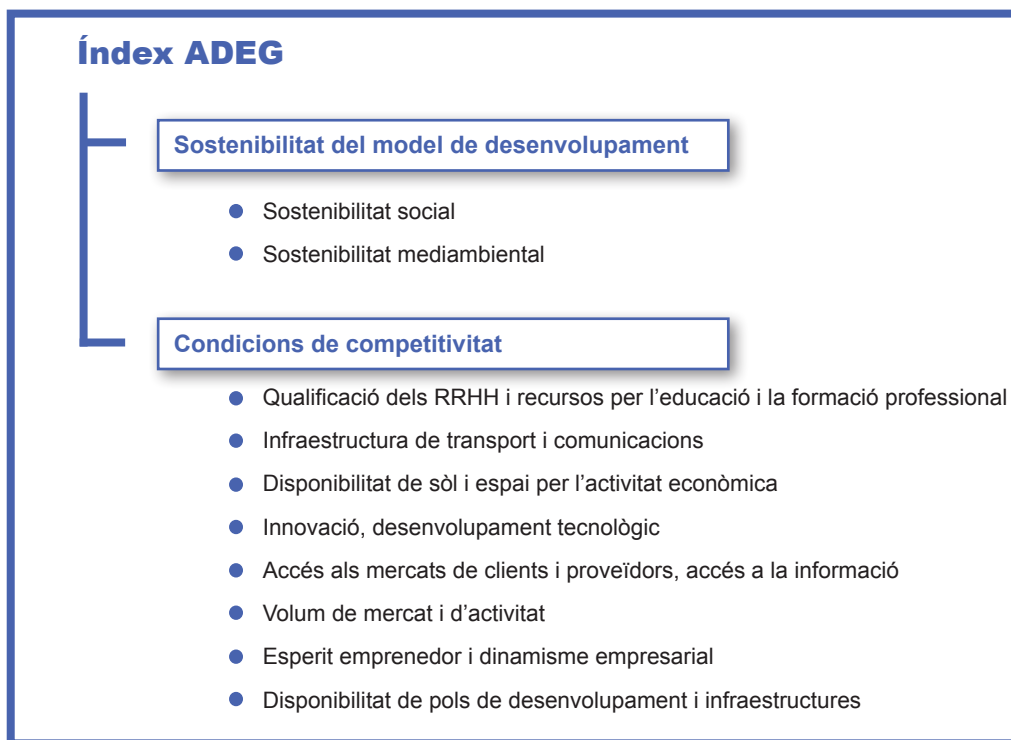 Índex ADEG
Sostenibilitat del model de desenvolupament
Sostenibilitat social
Sostenibilitat mediambiental
Condicions de competitivitat
Qualificació dels RRHH i recursos per l’educació i la formació professional
Infraestructura de transport i comunicacions
Disponibilitat de sòl i espai per l’activitat econòmica
Innovació, desenvolupament tecnològic
Accés als mercats de clients i proveïdors, accés a la informació
Volum de mercat i d’activitat
Esperit emprenedor i dinamisme empresarial
Disponibilitat de pols de desenvolupament i infraestructures